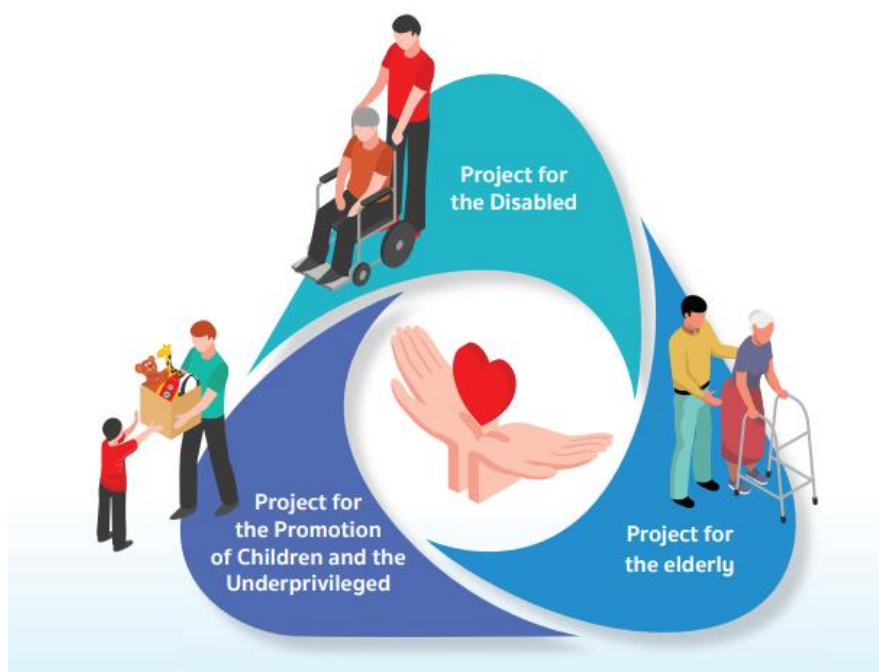 Project for
the Disabled
Project for
the Promotion
of Children and the
Underprivileged
Project for
the elderly